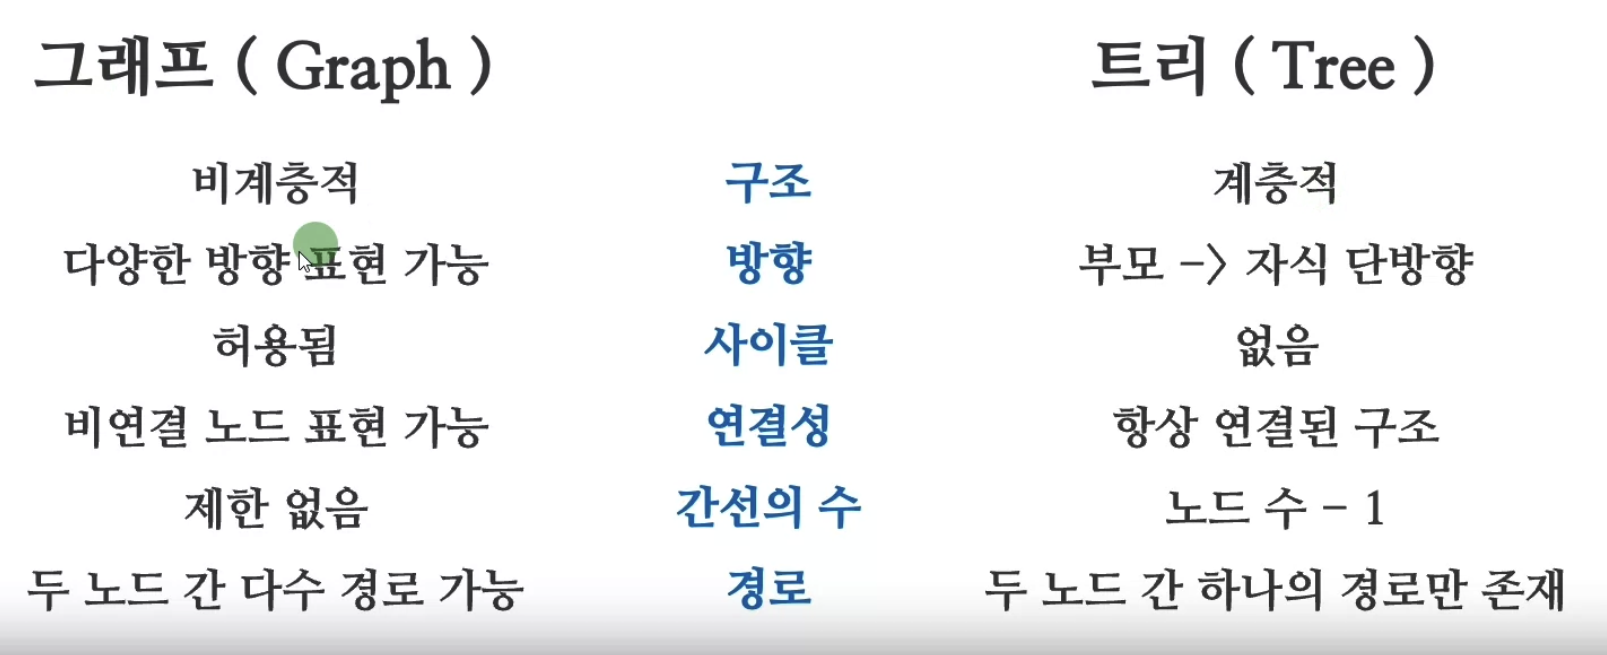 그래프 ( Graph ) 트리 ( Tree )
비계층적 구조 계층적
다양한 방향 표현 가능 방향 부모 -> 자식 단방향
허용됨 사이클 없음
비연결 노드 표현 가능 연결성 항상 연결된 구조
제한 없음 간선의 수 노드 수 - 1
두 노드 간 다수 경로 가능 경로 두 노드 간 하나의 경로만 존재